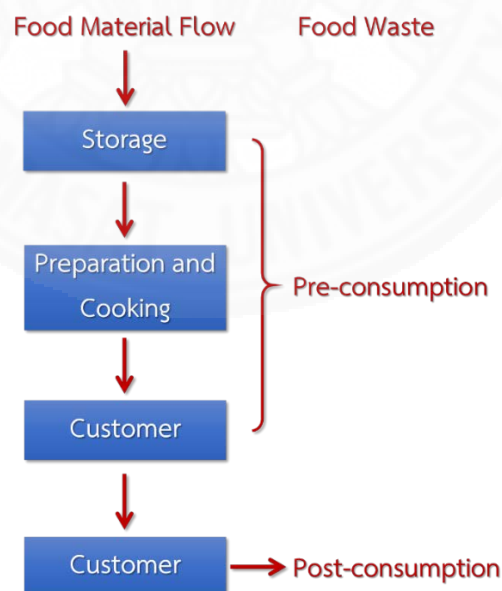 Food Material Flow
Food Waste
Storage
Preparation and
Cooking
Pre-consumption
Customer
Customer
Post-consumption